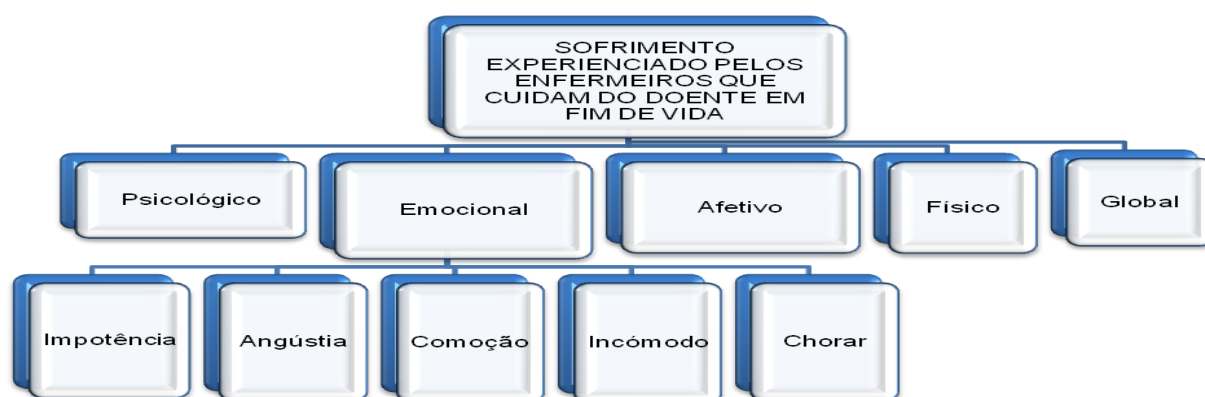 SOFRIMENTO
EXPERIENCIADO PELOS
ENFERMEIROS QUE
CUIDAM DO DOENTE EM
FIM DE VIDA
Psicológico
Emocional
Afetivo
Físico
Global
Impotência
Angústia
Comoção
Incómodo
Chorar